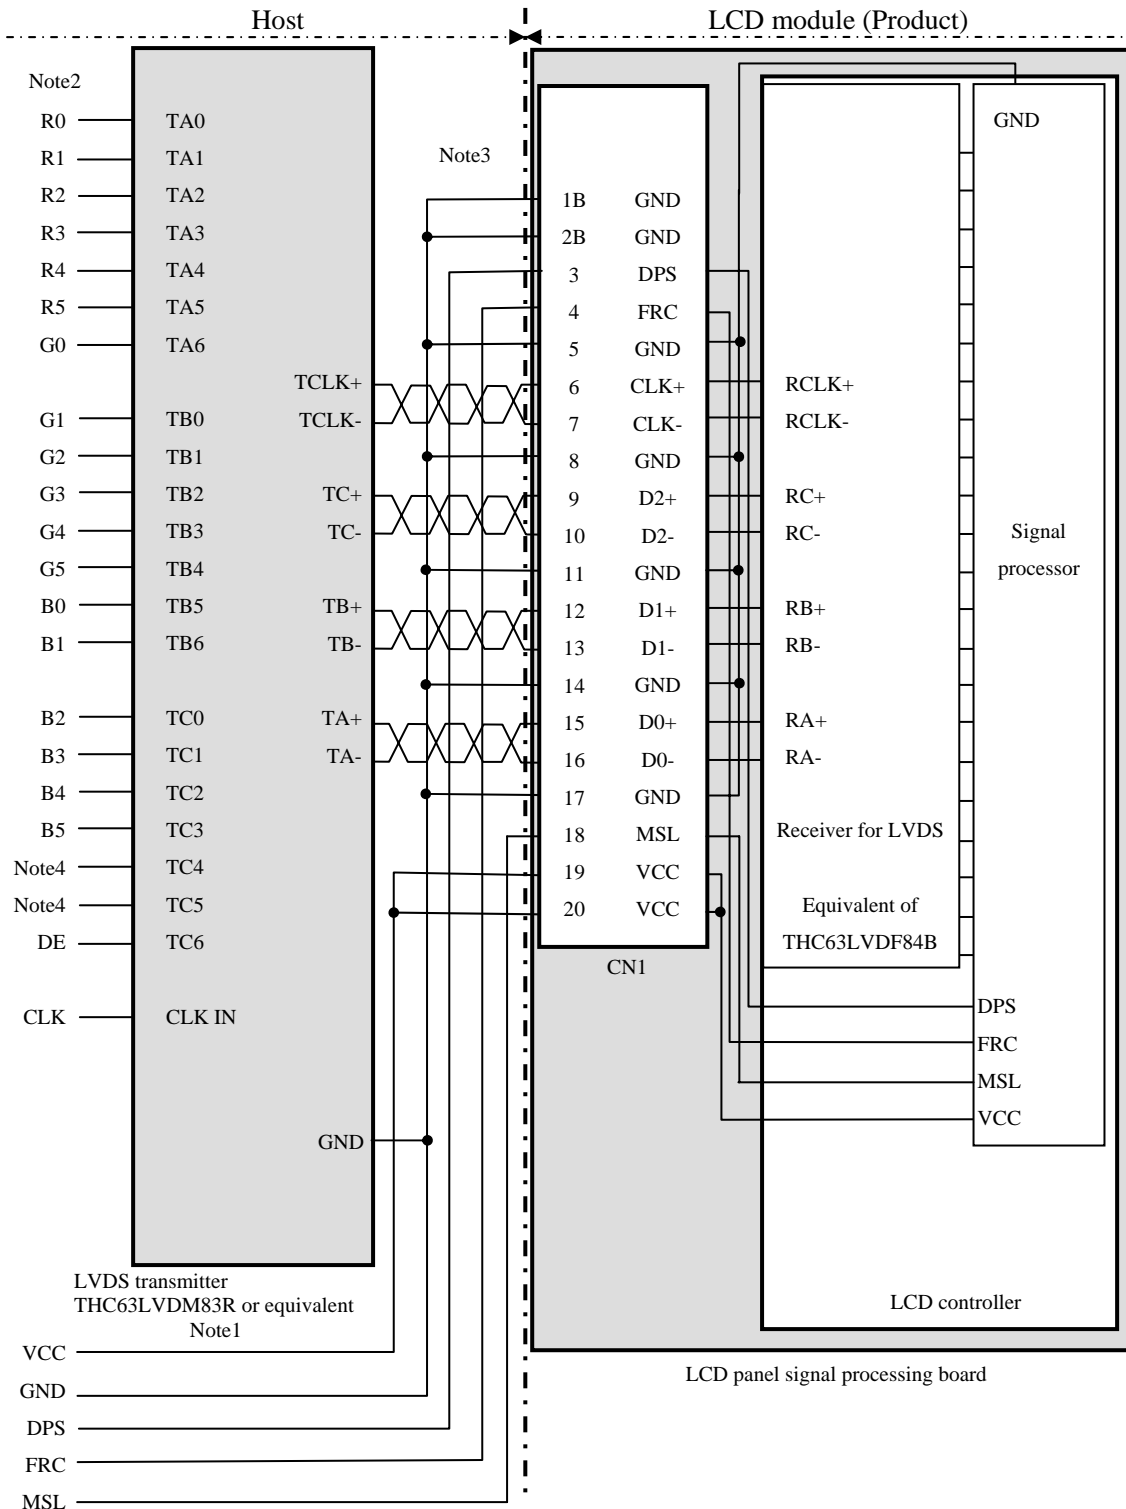 Host
LCD module (Product)
Note2
R0 TA0
R1 TA1
R2 TA2
R3 TA3
R4 TA4
R5 TA5
G0 TA6
G1 TB0
G2 TB1
G3 TB2
G4 TB3
G5 TB4
B0 TB5
B1 TB6
B2 TC0
B3 TC1
B4 TC2
B5 TC3
Note4 TC4
Note4 TC5
DE TC6
CLK CLK IN
TCLK+
TCLK-
TC+
TC-
TB+
TB-
TA+
TA-
GND
LVDS transmitter
THC63LVDM83R or equivalent
Note1
VCC
GND
DPS
FRC
MSL
Note3
1B GND
2B GND
3 DPS
4 FRC
5 GND
6 CLK+
7 CLK-
8 GND
9 D2+
10 D2-
11 GND
12 D1+
13 D1-
14 GND
15 D0+
16 D0-
17 GND
18 MSL
19 VCC
20 VCC
CN1
RCLK+
RCLK-
RC+
RC-
RB+
RB-
RA+
RA-
Receiver for LVDS
Equivalent of
THC63LVDF84B
GND
Signal
processor
DPS
FRC
MSL
VCC
LCD controller
LCD panel signal processing board